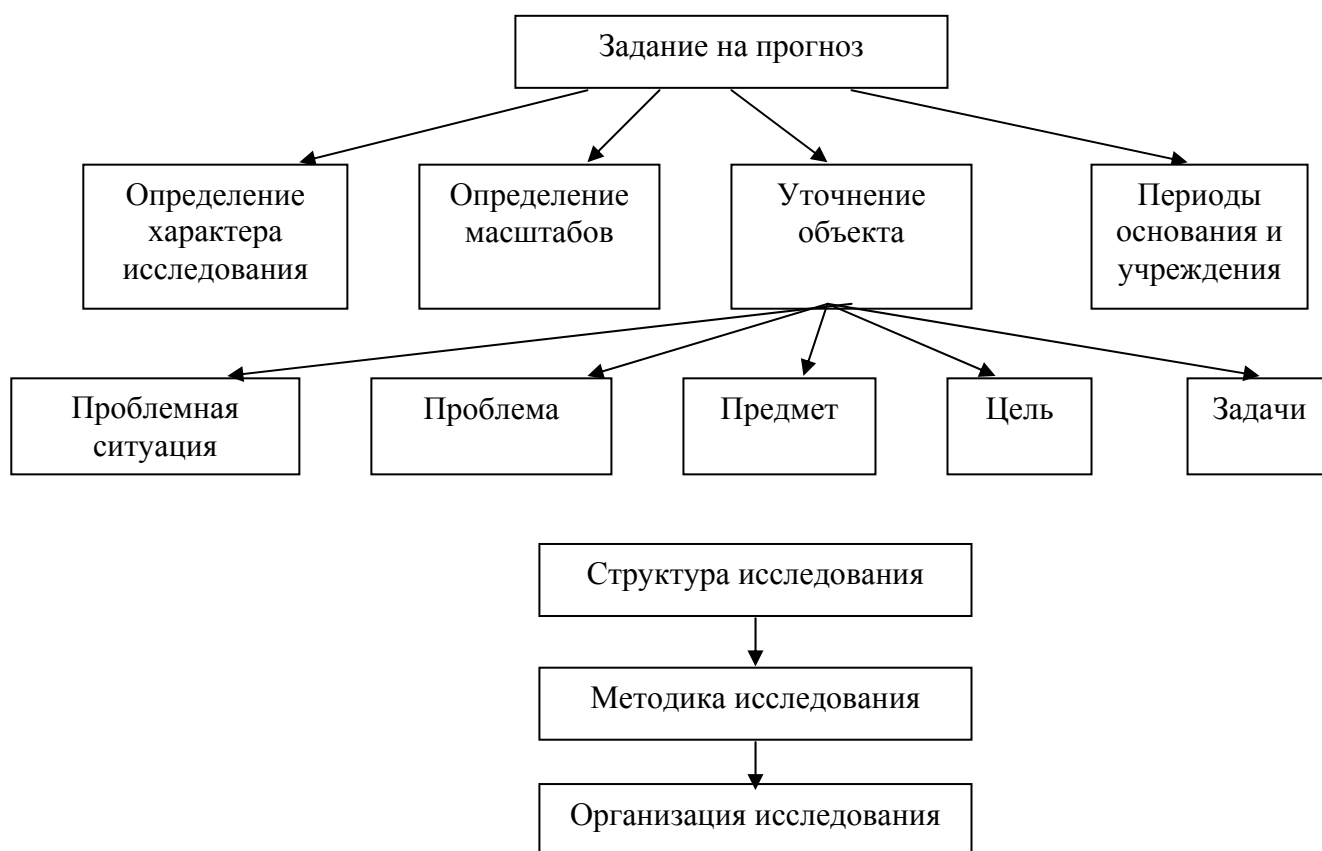 Задание на прогноз
Определение
характера
исследования
Определение
масштабов
Уточнение
объекта
Периоды
основания и
учреждения
Проблемная
ситуация
Проблема
Предмет
Цель
Задачи
Структура исследования
Методика исследования
Организация исследования